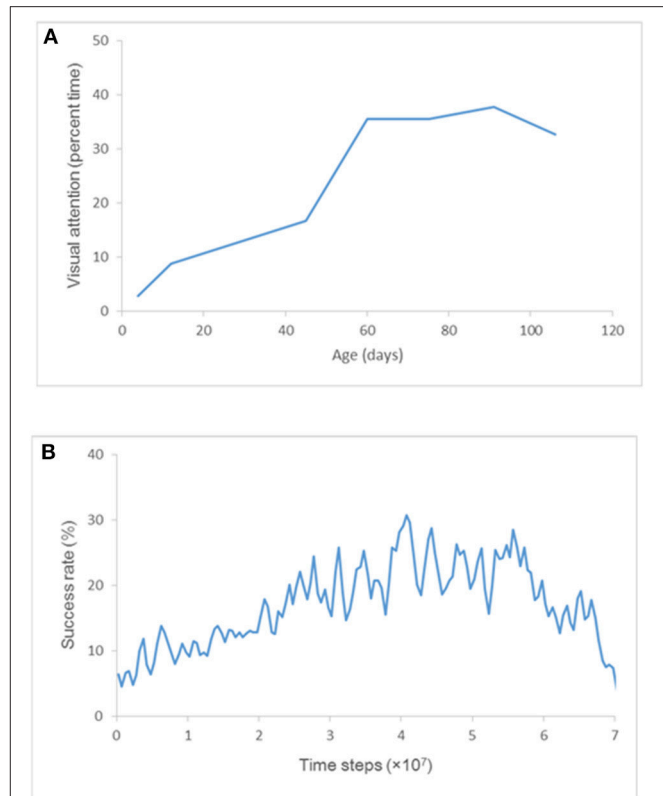 A
50
40
30
20
10
0
Visual attention (percent time)
0 20 40 60 80 100 120
Age (days)
B
40
30
20
10
0
Success rate (%)
0 1 2 3 4 5 6 7
Time steps (×10⁷)